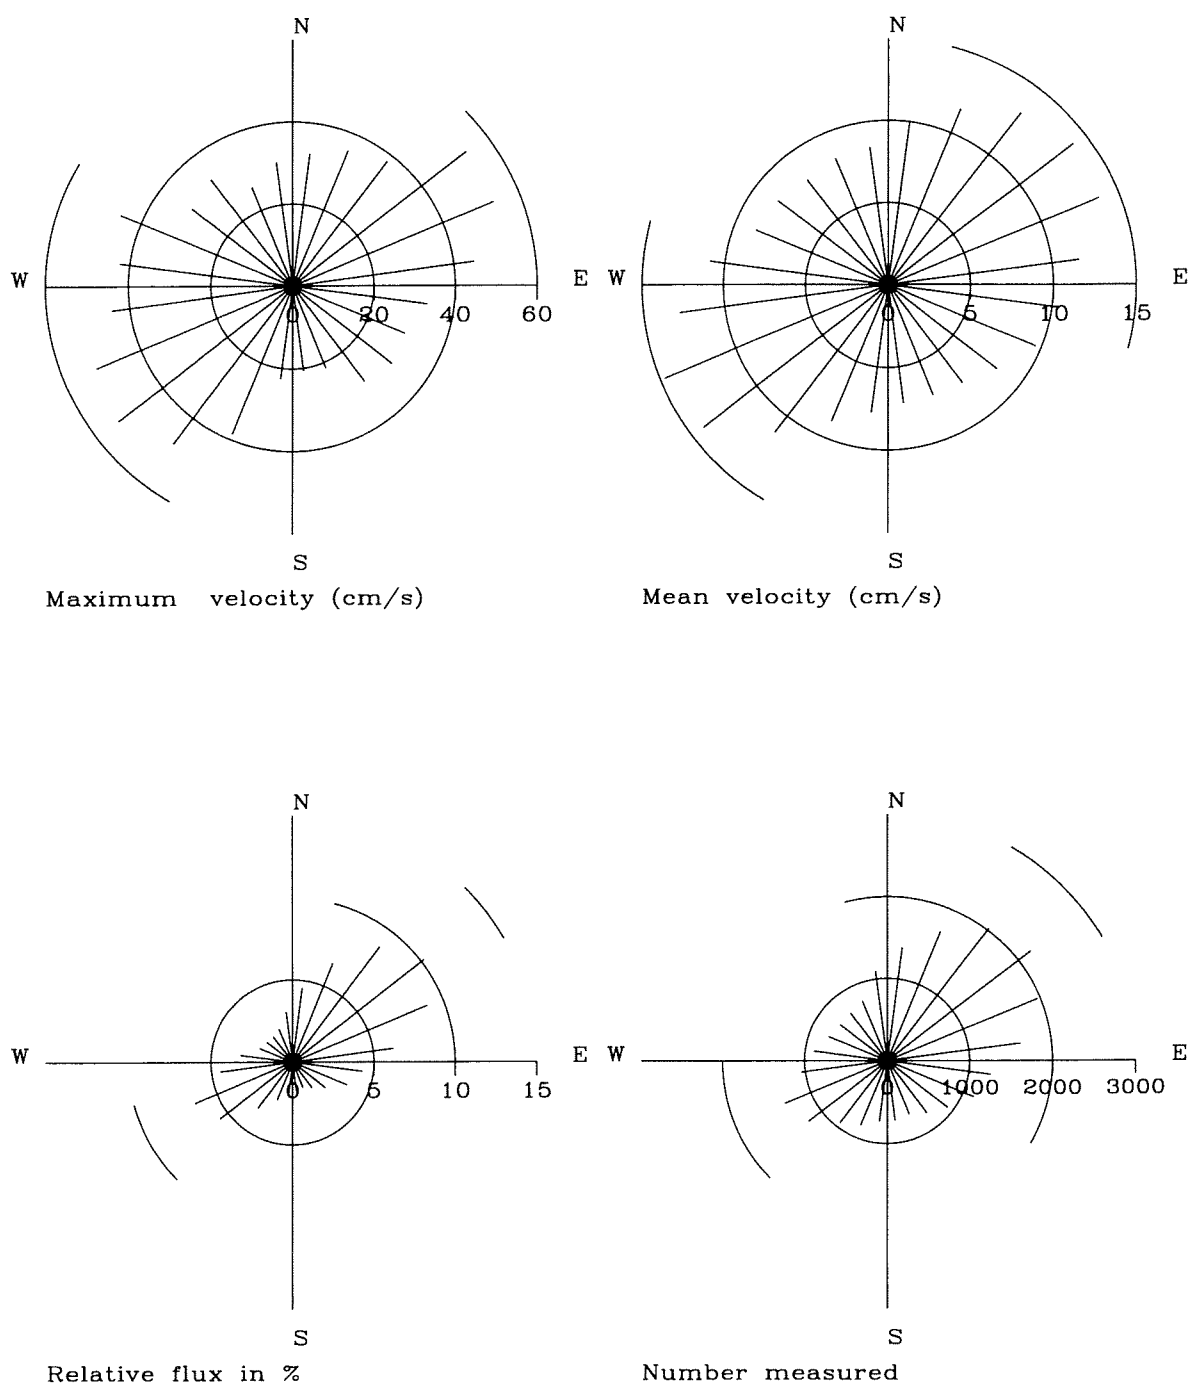 N
N
W
E
W
E
0 20 40 60
0 5 10 15
S
S
Maximum velocity (cm/s)
Mean velocity (cm/s)
N
N
W
E
W
E
0 5 10 15
0 1000 2000 3000
S
S
Relative flux in %
Number measured